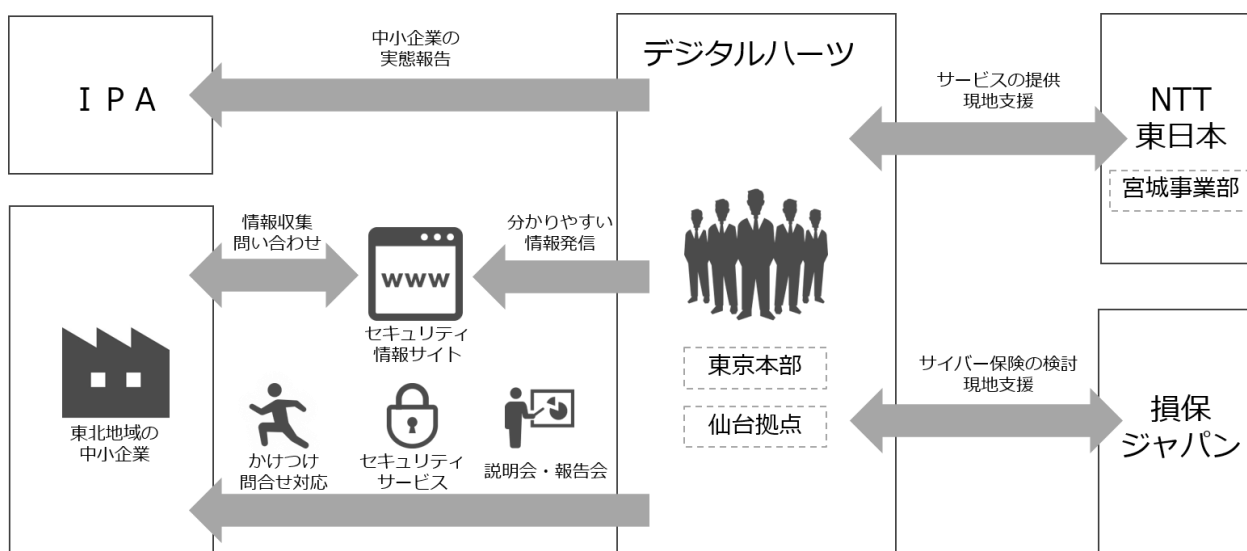 IPA
中小企業の
実態報告
デジタルハーツ
サービスの提供
現地支援
NTT
東日本
宮城事業部
情報収集
問い合わせ
www
セキュリティ
情報サイト
分かりやすい
情報発信
東京本部
仙台拠点
サイバー保険の検討
現地支援
損保
ジャパン
東北地域の
中小企業
かけつけ
問合せ対応
セキュリティ
サービス
説明会・報告会